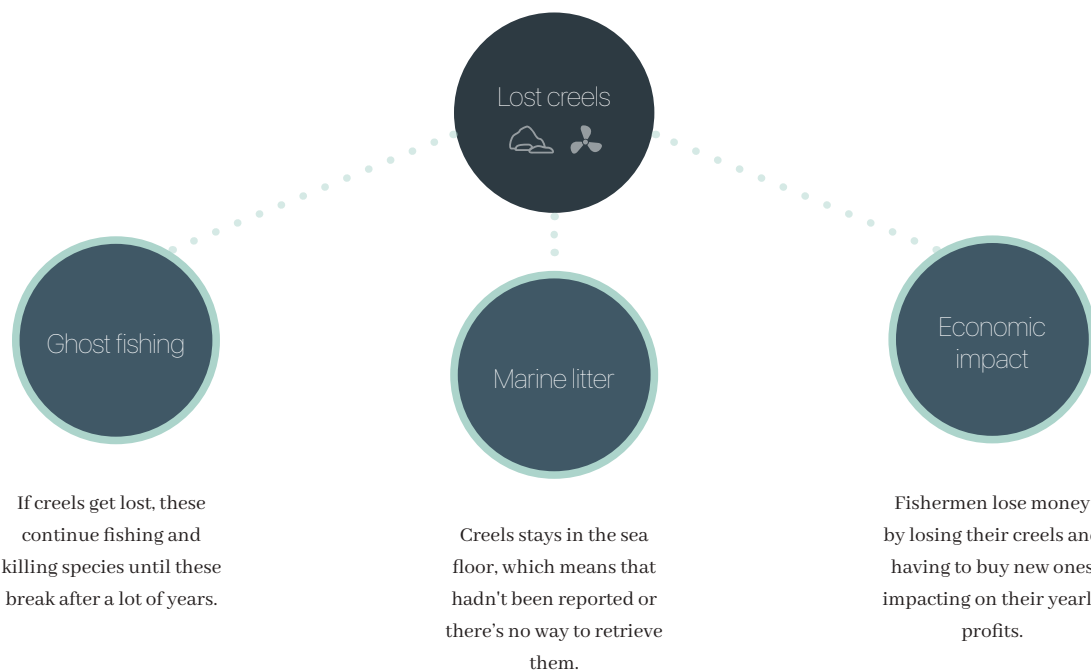 Lost creels
Ghost fishing
Marine litter
Economic
impact
If creels get lost, these
continue fishing and
killing species until these
break after a lot of years.
Creels stays in the sea
floor, which means that
hadn't been reported or
there's no way to retrieve
them.
Fishermen lose money
by losing their creels and
having to buy new ones
impacting on their yearl
profits.